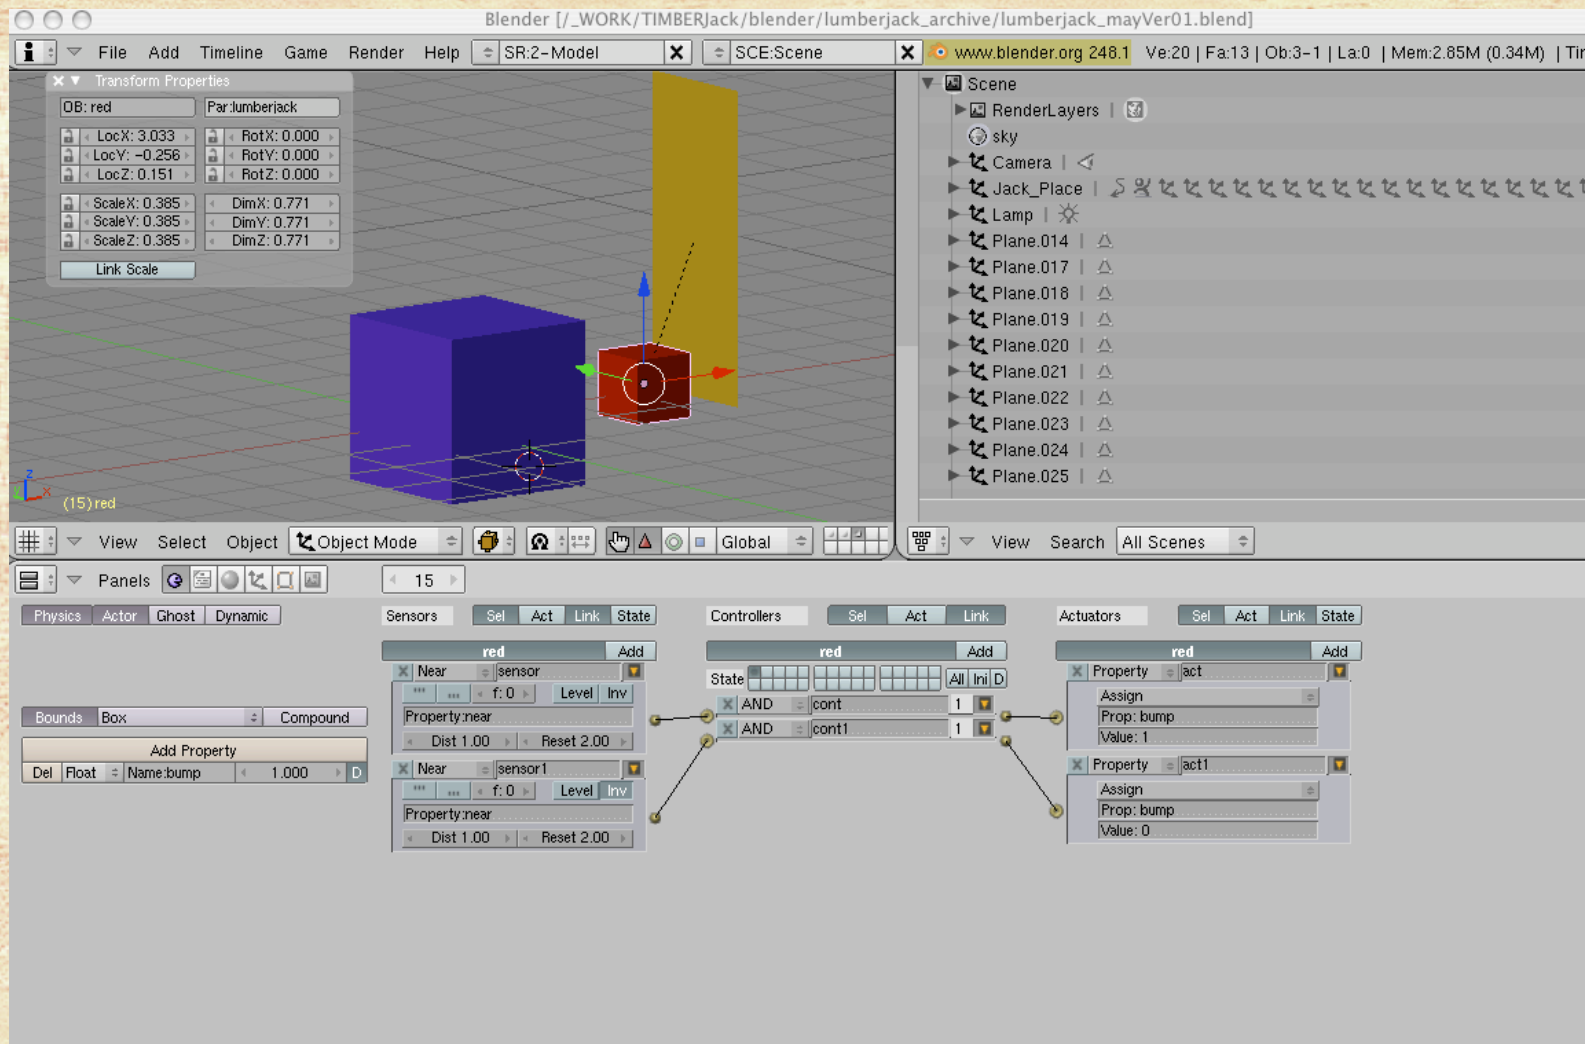 Blender [/_WORK/TIMBERJack/blender/lumberjack_archive/lumberjack_mayVer01.blend]
File Add Timeline Game Render Help SR:2-Model X SCE:Scene X www.blender.org 248.1 Ve:20 | Fa:13 | Ob:3-1 | La:0 | Mem:2.85M (0.34M) | Tir
Transform Properties
OB: red Par:lumberjack
LocX: 3.033 RotX: 0.000
LocY: -0.256 RotY: 0.000
LocZ: 0.151 RotZ: 0.000
ScaleX: 0.385 DimX: 0.771
ScaleY: 0.385 DimY: 0.771
ScaleZ: 0.385 DimZ: 0.771
Link Scale
z
y x
(15) red
Scene
RenderLayers |
sky
Camera |
Jack_Place |
Lamp |
Plane.014 |
Plane.017 |
Plane.018 |
Plane.019 |
Plane.020 |
Plane.021 |
Plane.022 |
Plane.023 |
Plane.024 |
Plane.025 |
View Select Object Object Mode Global
View Search All Scenes
Panels 15
Physics Actor Ghost Dynamic
Bounds Box Compound
Add Property
Del Float Name:bump 1.000 D
Sensors Sel Act Link State
red Add
X Near sensor
f: 0 Level Inv
Property:near
Dist 1.00 Reset 2.00
X Near sensor1
f: 0 Level Inv
Property:near
Dist 1.00 Reset 2.00
Controllers Sel Act Link
red Add
State All Ini D
X AND cont 1
X AND cont1 1
Actuators Sel Act Link State
red Add
X Property act
Assign
Prop: bump
Value: 1
X Property act1
Assign
Prop: bump
Value: 0